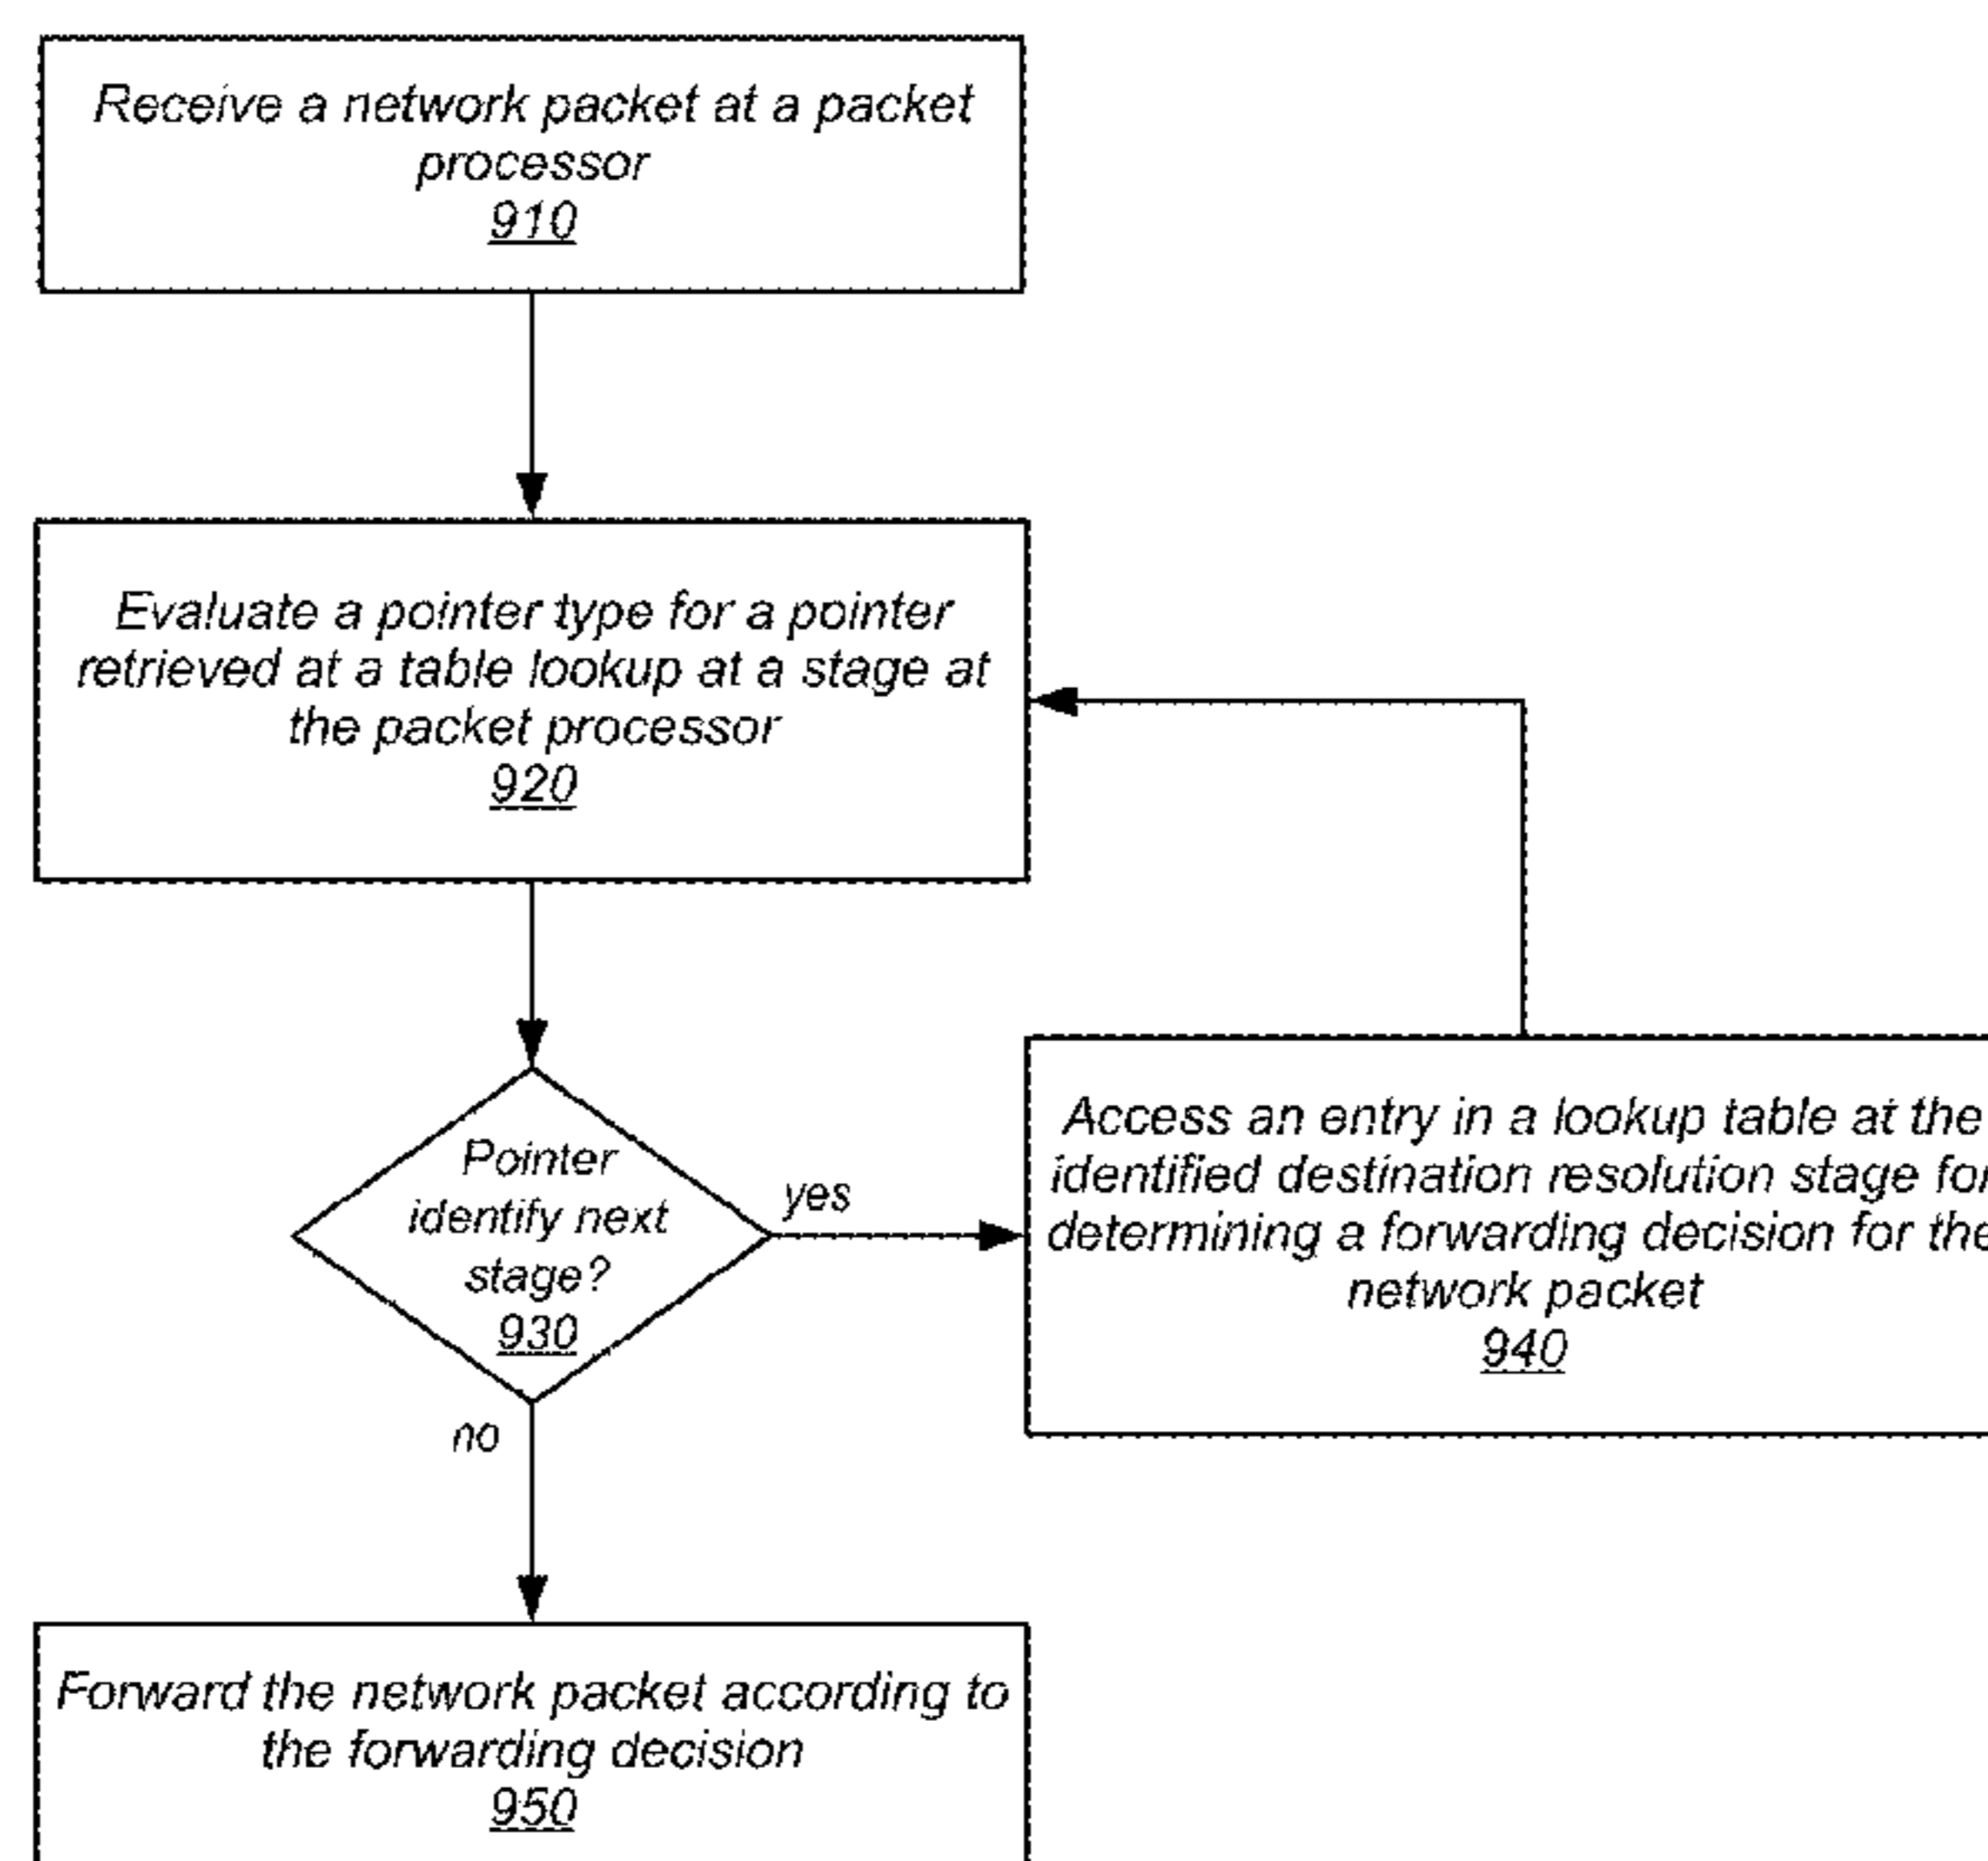 Receive a network packet at a packet
processor
910
Evaluate a pointer type for a pointer
retrieved at a table lookup at a stage at
the packet processor
920
Pointer
identify next
stage?
930
yes
no
Access an entry in a lookup table at the
identified destination resolution stage for
determining a forwarding decision for the
network packet
940
Forward the network packet according to
the forwarding decision
950